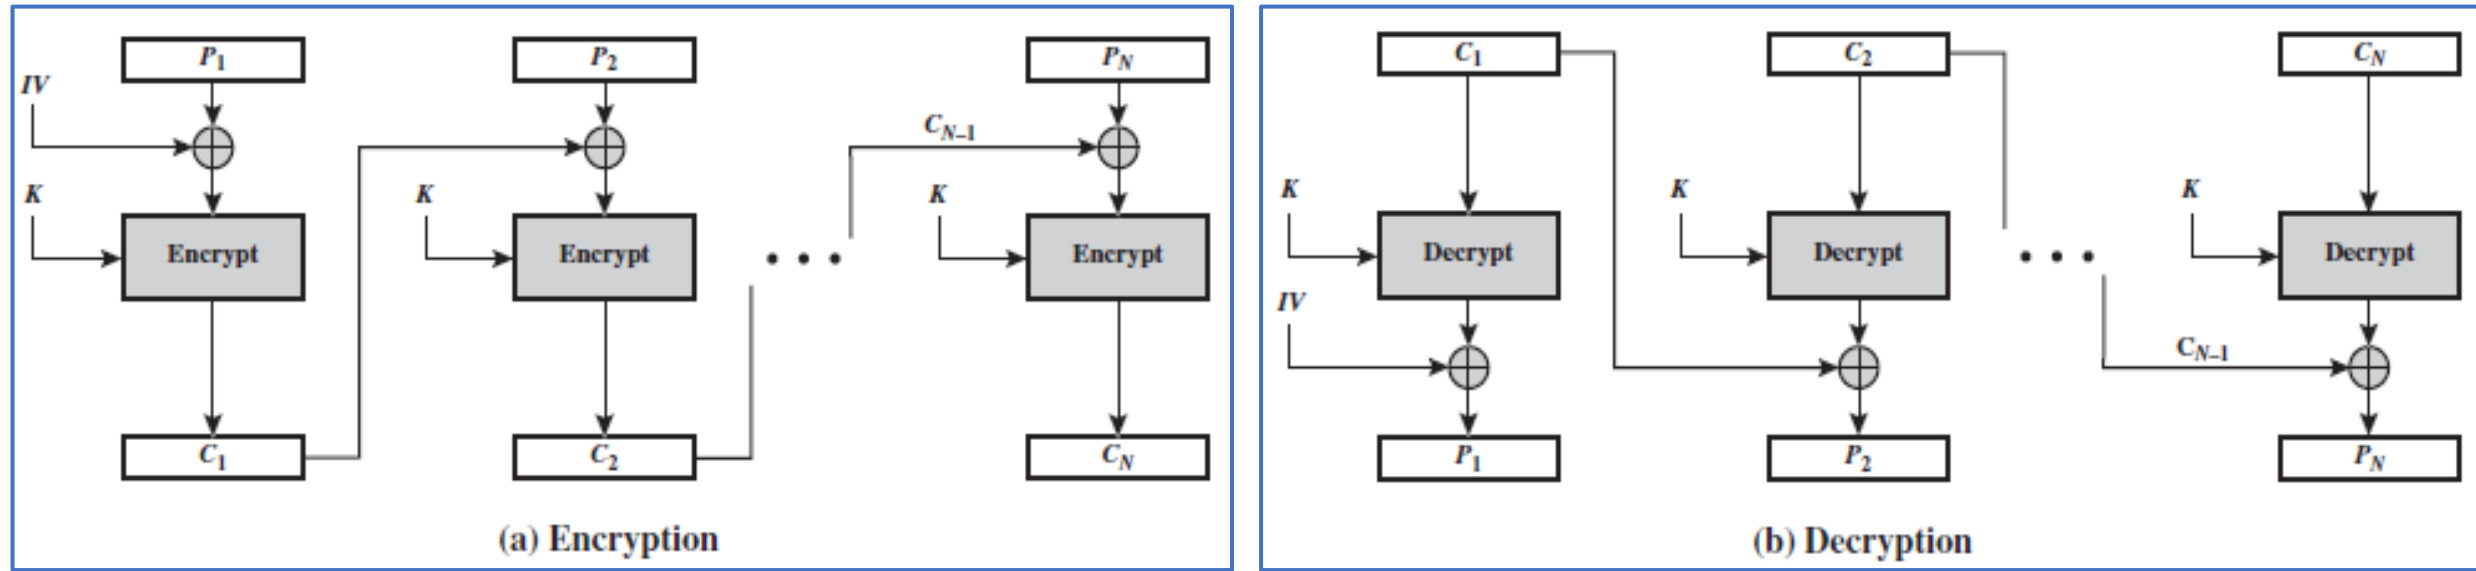 P1 P2 PN
IV
CN–1
K K K
Encrypt Encrypt • • • Encrypt
C1 C2 CN
(a) Encryption
C1 C2 CN
K K K
Decrypt Decrypt • • • Decrypt
IV
CN–1
P1 P2 PN
(b) Decryption